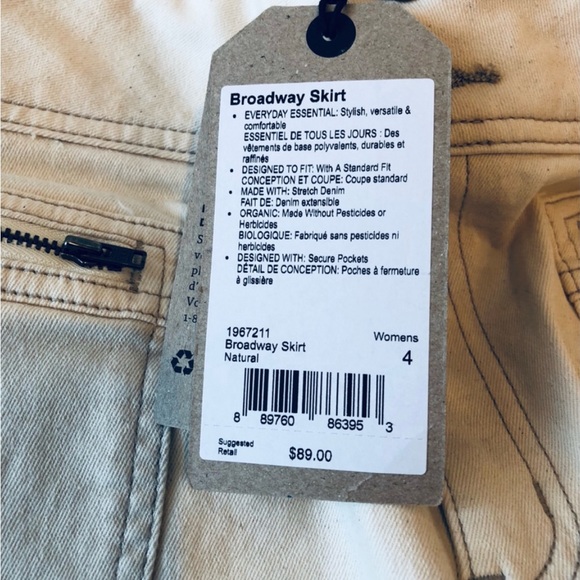 Broadway Skirt
• EVERYDAY ESSENTIAL: Stylish, versatile &
comfortable
ESSENTIEL DE TOUS LES JOURS : Des
vêtements de base polyvalents, durables et
raffinés
• DESIGNED TO FIT: With A Standard Fit
CONCEPTION ET COUPE: Coupe standard
• MADE WITH: Stretch Denim
FAIT DE: Denim extensible
• ORGANIC: Made Without Pesticides or
Herbicides
BIOLOGIQUE: Fabriqué sans pesticides ni
herbicides
• DESIGNED WITH: Secure Pockets
DÉTAIL DE CONCEPTION: Poches à fermeture
à glissière
1967211 Womens
Broadway Skirt 4
Natural
8 89760 86395 3
Suggested
Retail $89.00